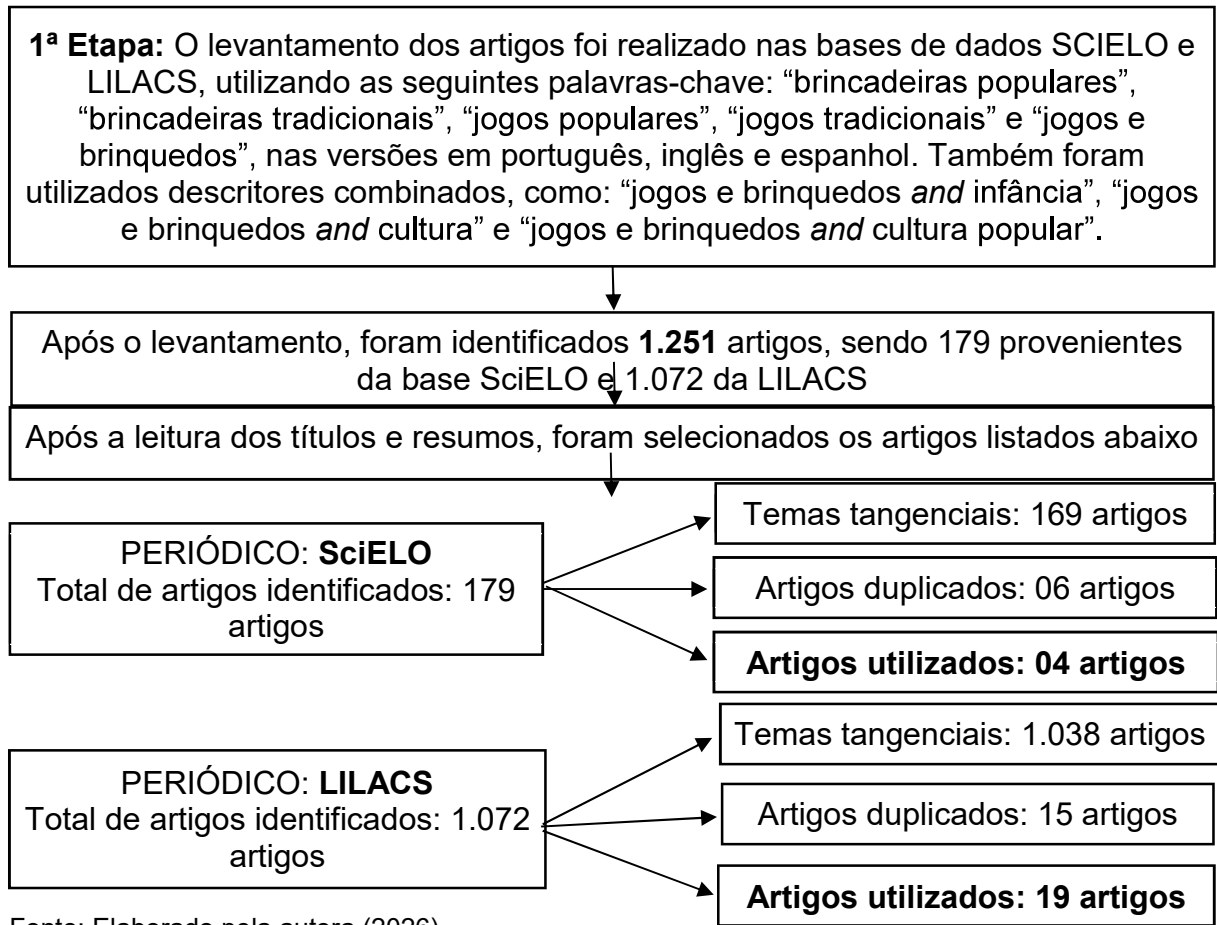 1ª Etapa: O levantamento dos artigos foi realizado nas bases de dados SCIELO e
LILACS, utilizando as seguintes palavras-chave: “brincadeiras populares”,
“brincadeiras tradicionais”, “jogos populares”, “jogos tradicionais” e “jogos e
brinquedos”, nas versões em português, inglês e espanhol. Também foram
utilizados descritores combinados, como: “jogos e brinquedos and infância”, “jogos
e brinquedos and cultura” e “jogos e brinquedos and cultura popular”.
Após o levantamento, foram identificados 1.251 artigos, sendo 179 provenientes
da base SciELO e 1.072 da LILACS
Após a leitura dos títulos e resumos, foram selecionados os artigos listados abaixo
PERIÓDICO: SciELO
Total de artigos identificados: 179
artigos
Temas tangenciais: 169 artigos
Artigos duplicados: 06 artigos
Artigos utilizados: 04 artigos
PERIÓDICO: LILACS
Total de artigos identificados: 1.072
artigos
Temas tangenciais: 1.038 artigos
Artigos duplicados: 15 artigos
Artigos utilizados: 19 artigos
Fonte: Elaborado pela autora (2026)